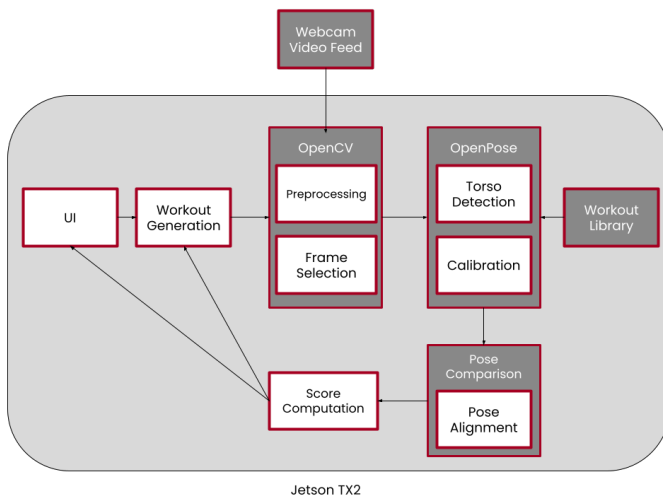 Webcam
Video Feed
OpenCV
OpenPose
Preprocessing
Torso
Detection
UI
Workout
Generation
Workout
Library
Frame
Selection
Calibration
Pose
Comparison
Score
Computation
Pose
Alignment
Jetson TX2